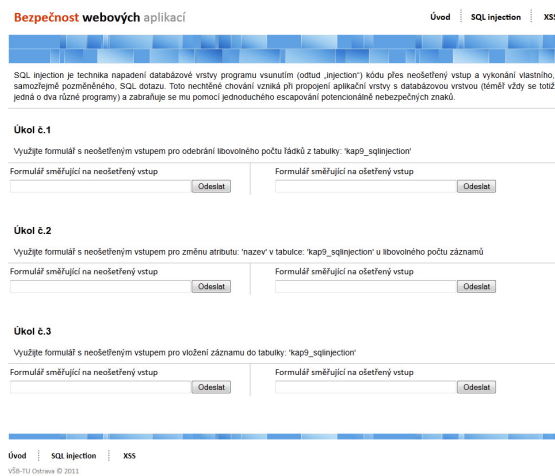 Bezpečnost webových aplikací
Úvod SQL injection XSS
SQL injection je technika napadení databázové vrstvy programu vsunutím (odtud „injection") kódu přes neošetřený vstup a vykonání vlastního,
samozřejmě pozměněného, SQL dotazu. Toto nechtěné chování vzniká při propojení aplikační vrstvy s databázovou vrstvou (téměř vždy se totiž
jedná o dva různé programy) a zabraňuje se mu pomocí jednoduchého escapování potencionálně nebezpečných znaků.
Úkol č.1
Využijte formulář s neošetřeným vstupem pro odebrání libovolného počtu řádků z tabulky: 'kap9_sqlinjection'
Formulář směřující na neošetřený vstup Formulář směřující na ošetřený vstup
Odeslat Odeslat
Úkol č.2
Využijte formulář s neošetřeným vstupem pro změnu atributu: 'nazev' v tabulce: 'kap9_sqlinjection' u libovolného počtu záznamů
Formulář směřující na neošetřený vstup Formulář směřující na ošetřený vstup
Odeslat Odeslat
Úkol č.3
Využijte formulář s neošetřeným vstupem pro vložení záznamu do tabulky: 'kap9_sqlinjection'
Formulář směřující na neošetřený vstup Formulář směřující na ošetřený vstup
Odeslat Odeslat
Úvod SQL injection XSS
VŠB-TU Ostrava © 2011